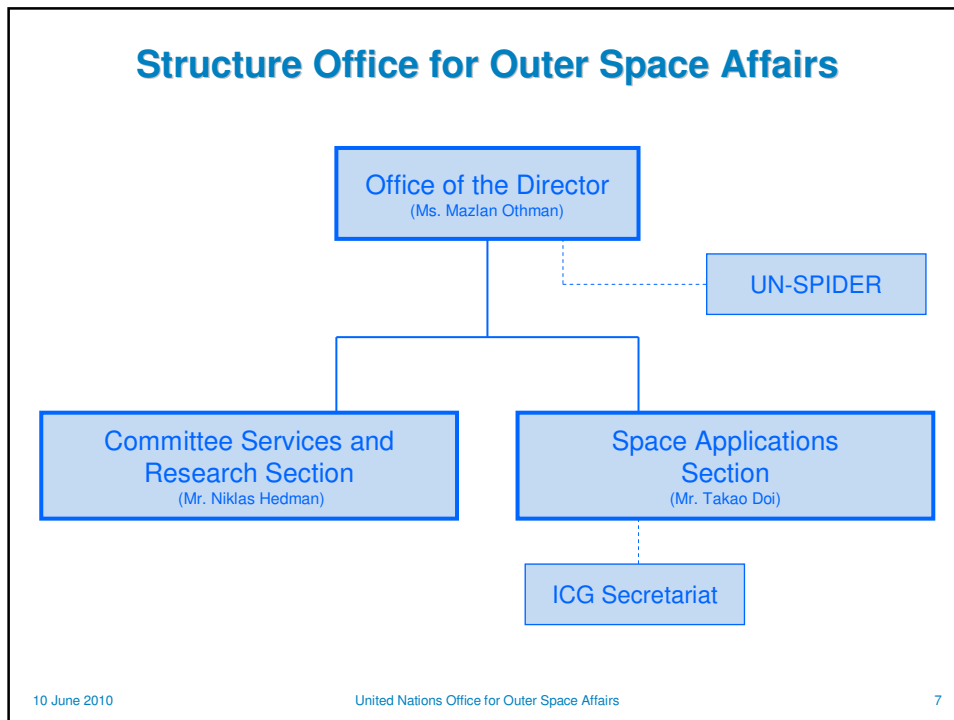 Structure Office for Outer Space Affairs
Office of the Director
(Ms. Mazlan Othman)
UN-SPIDER
Committee Services and
Research Section
(Mr. Niklas Hedman)
Space Applications
Section
(Mr. Takao Doi)
ICG Secretariat
10 June 2010
United Nations Office for Outer Space Affairs
7